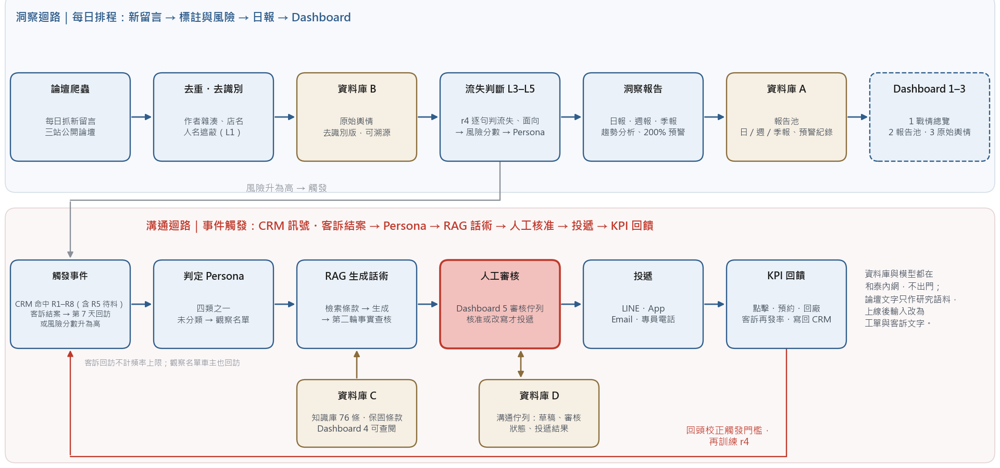 洞察迴路｜每日排程：新留言 → 標註與風險 → 日報 → Dashboard
論壇爬蟲
每日抓新留言
三站公開論壇
去重・去識別
作者雜湊、店名
人名遮蔽（L1）
資料庫 B
原始輿情
去識別版，可溯源
流失判斷 L3–L5
r4 逐句判流失、面向
→ 風險分數 → Persona
洞察報告
日報・週報・季報
趨勢分析、200% 預警
資料庫 A
報告池
日 / 週 / 季報、預警紀錄
Dashboard 1–3
1 戰情總覽
2 報告池・3 原始輿情
風險升為高 → 觸發
溝通迴路｜事件觸發：CRM 訊號・客訴結案 → Persona → RAG 話術 → 人工核准 → 投遞 → KPI 回饋
觸發事件
CRM 命中 R1–R8（含 R5 待料）
客訴結案 → 第 7 天回訪
或風險分數升為高
判定 Persona
四類之一
未分類 → 觀察名單
RAG 生成話術
檢索條款 → 生成
→ 第二輪事實查核
人工審核
Dashboard 5 審核佇列
核准或改寫才投遞
投遞
LINE・App
Email・專員電話
KPI 回饋
點擊・預約・回廠
客訴再發率・寫回 CRM
資料庫與模型都在
和泰內網，不出門；
論壇文字只作研究語料，
上線後輸入改為
工單與客訴文字。
客訴回訪不計頻率上限；觀察名單車主也回訪
資料庫 C
知識庫 76 條・保固條款
Dashboard 4 可查閱
資料庫 D
溝通佇列：草稿、審核
狀態、投遞結果
回頭校正觸發門檻，
再訓練 r4